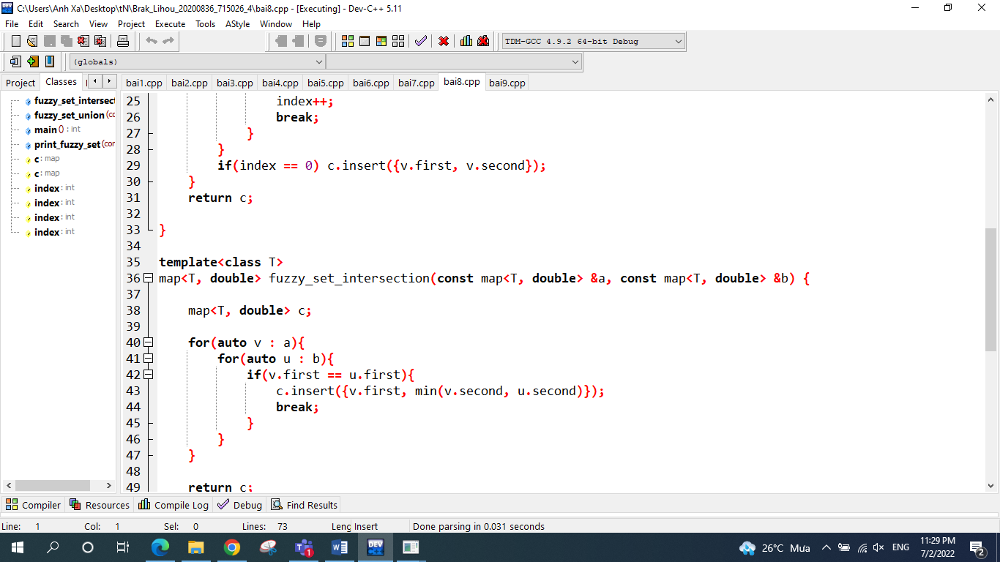 C:\Users\Anh Xa\Desktop\tN\Brak_Lihou_20200836_715026_4\bai8.cpp - [Executing] - Dev-C++ 5.11
File Edit Search View Project Execute Tools AStyle Window Help
TDM-GCC 4.9.2 64-bit Debug
(globals)
Project Classes
bai1.cpp bai2.cpp bai3.cpp bai4.cpp bai5.cpp bai6.cpp bai7.cpp bai8.cpp bai9.cpp
fuzzy_set_intersect
fuzzy_set_union (co
main () : int
print_fuzzy_set (cor
c : map
c : map
index : int
index : int
index : int
index : int
25 index++;
26 break;
27 }
28 }
29 if(index == 0) c.insert({v.first, v.second});
30 }
31 return c;
32
33 }
34
35 template<class T>
36 map<T, double> fuzzy_set_intersection(const map<T, double> &a, const map<T, double> &b) {
37
38 map<T, double> c;
39
40 for(auto v : a){
41 for(auto u : b){
42 if(v.first == u.first){
43 c.insert({v.first, min(v.second, u.second)});
44 break;
45 }
46 }
47 }
48
49 return c;
Compiler Resources Compile Log Debug Find Results
Line: 1 Col: 1 Sel: 0 Lines: 73 Leng Insert Done parsing in 0.031 seconds
DEV
1
26°C Mưa ENG 11:29 PM
7/2/2022
2